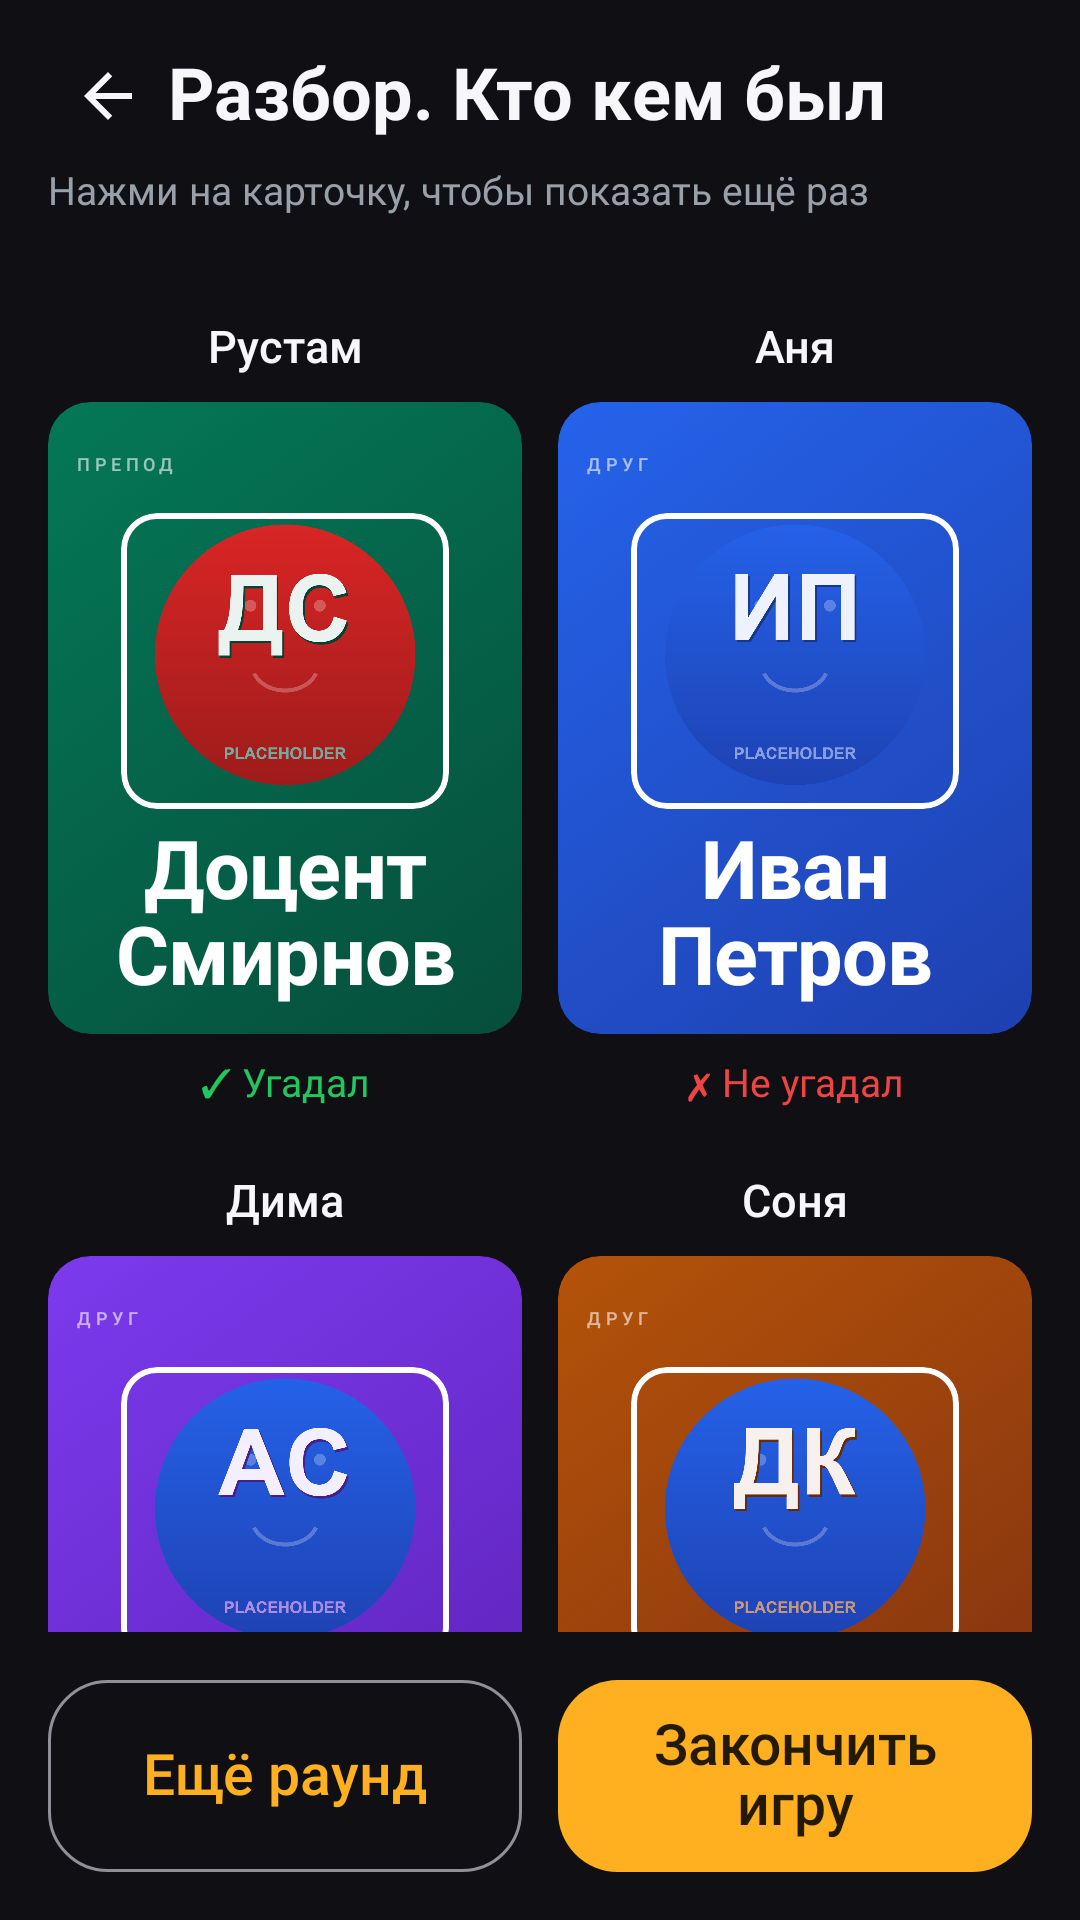 Разбор. Кто кем был
Нажми на карточку, чтобы показать ещё раз
Рустам
ПРЕПОД
ДС
PLACEHOLDER
Доцент
Смирнов
✓ Угадал
Аня
ДРУГ
ИП
PLACEHOLDER
Иван
Петров
✗ Не угадал
Дима
ДРУГ
АС
PLACEHOLDER
Соня
ДРУГ
ДК
PLACEHOLDER
Ещё раунд
Закончить
игру